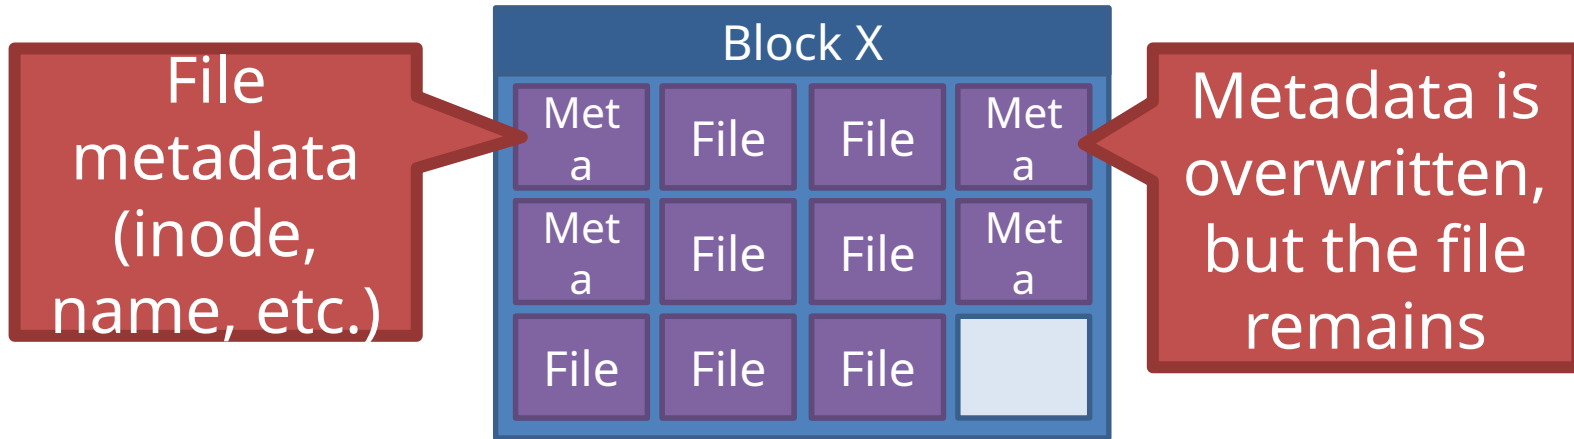 Block X
File
metadata
(inode,
name, etc.)
Met
a
File
File
Met
a
Metadata is
overwritten,
but the file
remains
Met
a
File
File
Met
a
File
File
File